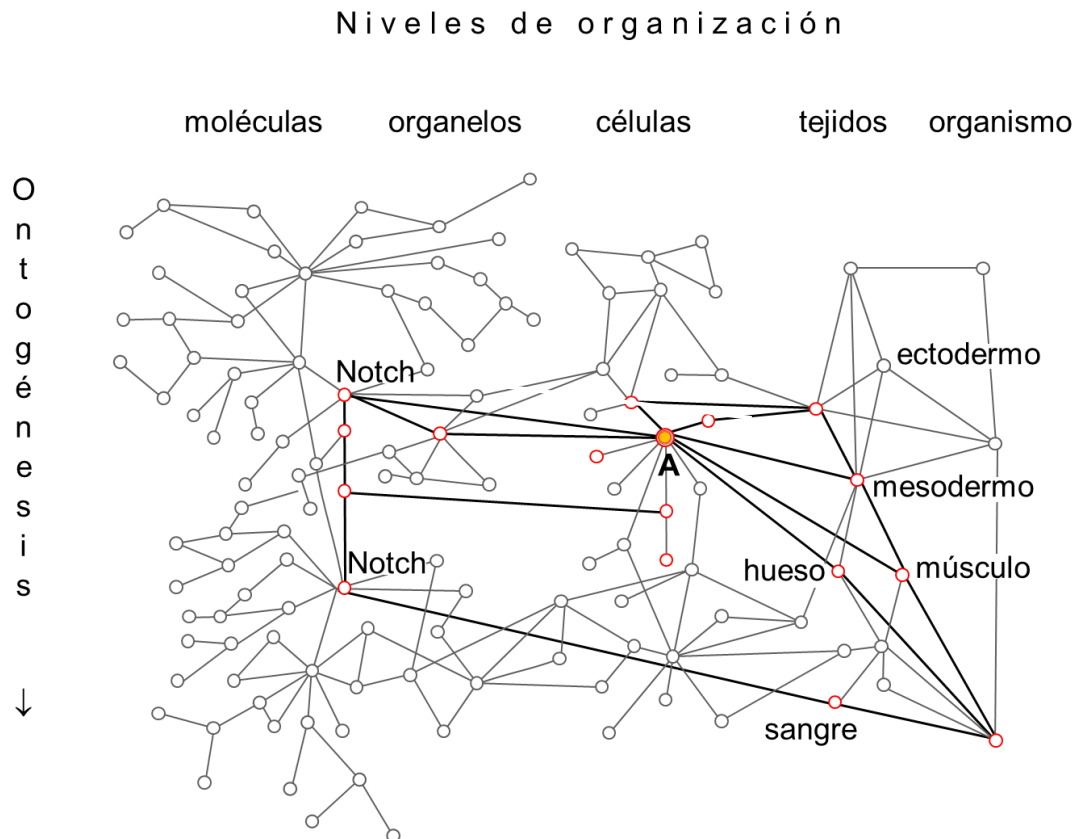 Niveles de organización
moléculas organelos células tejidos organismo
Ontogénesis ↓
ectodermo
Notch
A
mesodermo
Notch
hueso
músculo
sangre